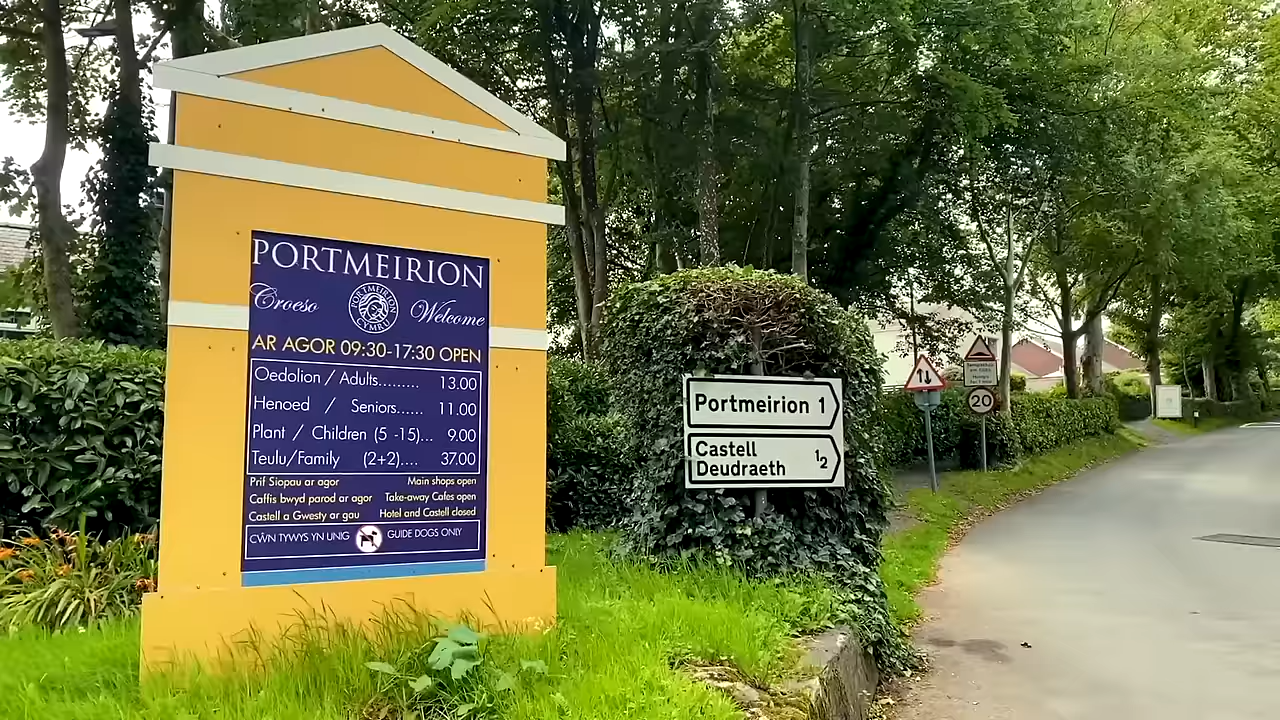 PORTMEIRION
Croeso
PORTMEIRION CYMRU
Welcome
AR AGOR 09:30-17:30 OPEN
Oedolion / Adults......... 13.00
Henoed / Seniors...... 11.00
Plant / Children (5 -15)... 9.00
Teulu/Family (2+2).... 37.00
Prif Siopau ar agor Main shops open
Caffis bwyd parod ar agor Take-away Cafes open
Castell a Gwesty ar gau Hotel and Castell closed
CŴN TYWYS YN UNIG GUIDE DOGS ONLY
Portmeirion 1
Castell
Deudraeth ½
20